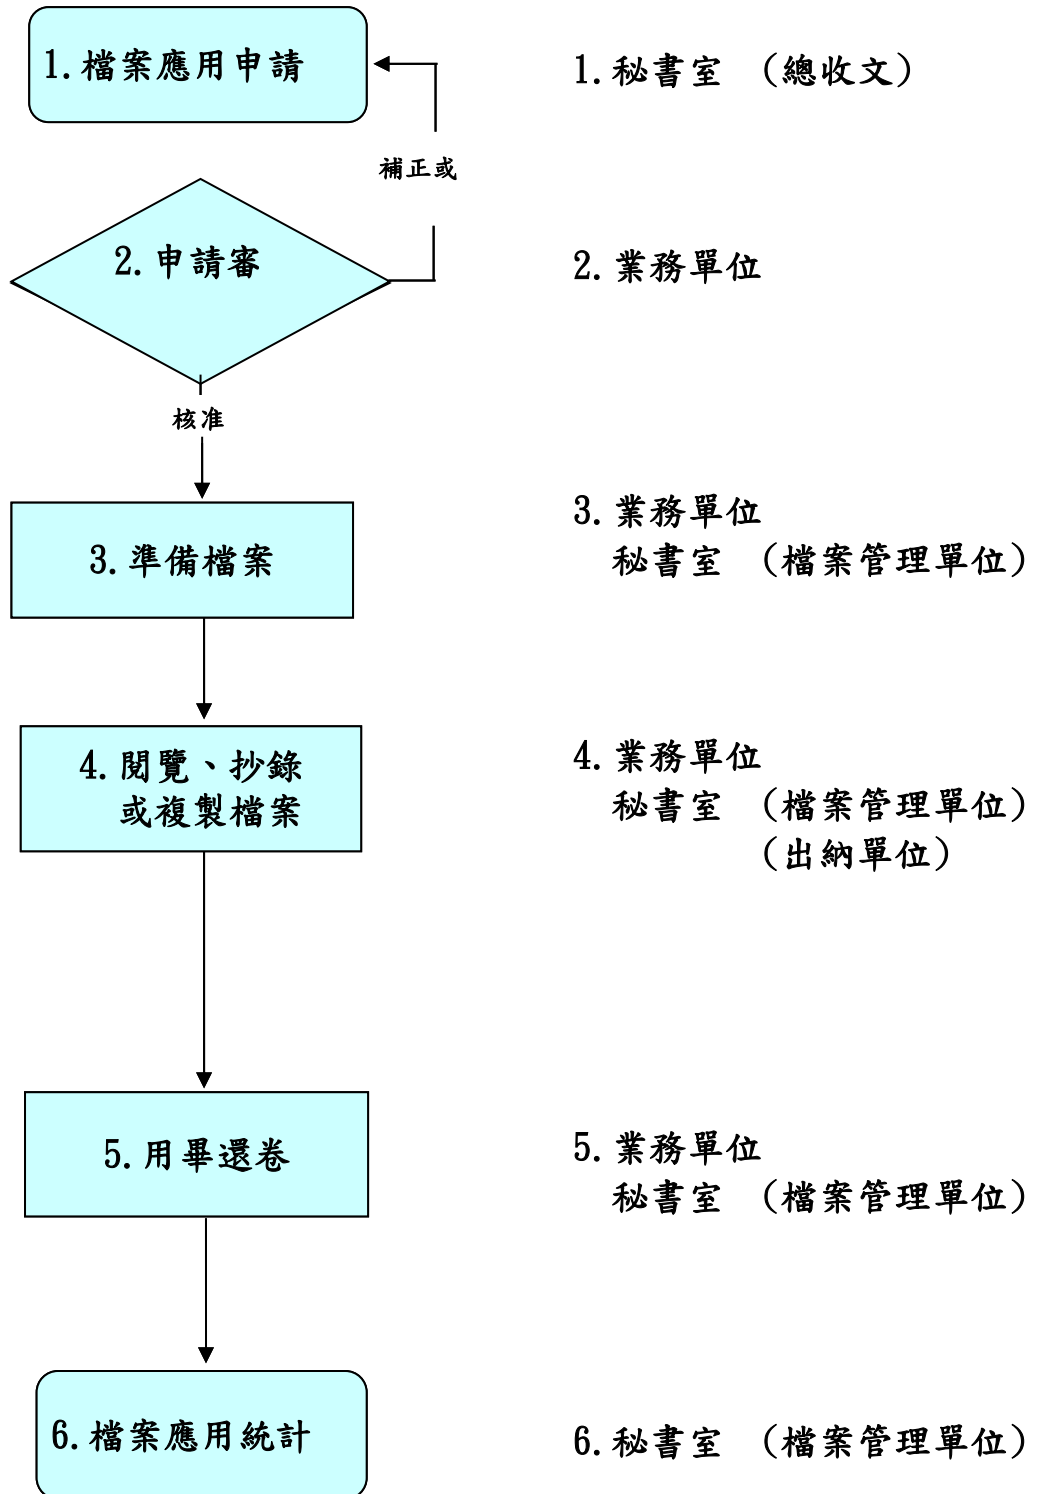 1.檔案應用申請
1.秘書室 （總收文）
補正或
2.申請審
2.業務單位
核准
3.準備檔案
3.業務單位
秘書室 （檔案管理單位）
4.閱覽、抄錄
或複製檔案
4.業務單位
秘書室 （檔案管理單位）
（出納單位）
5.用畢還卷
5.業務單位
秘書室 （檔案管理單位）
6.檔案應用統計
6.秘書室 （檔案管理單位）